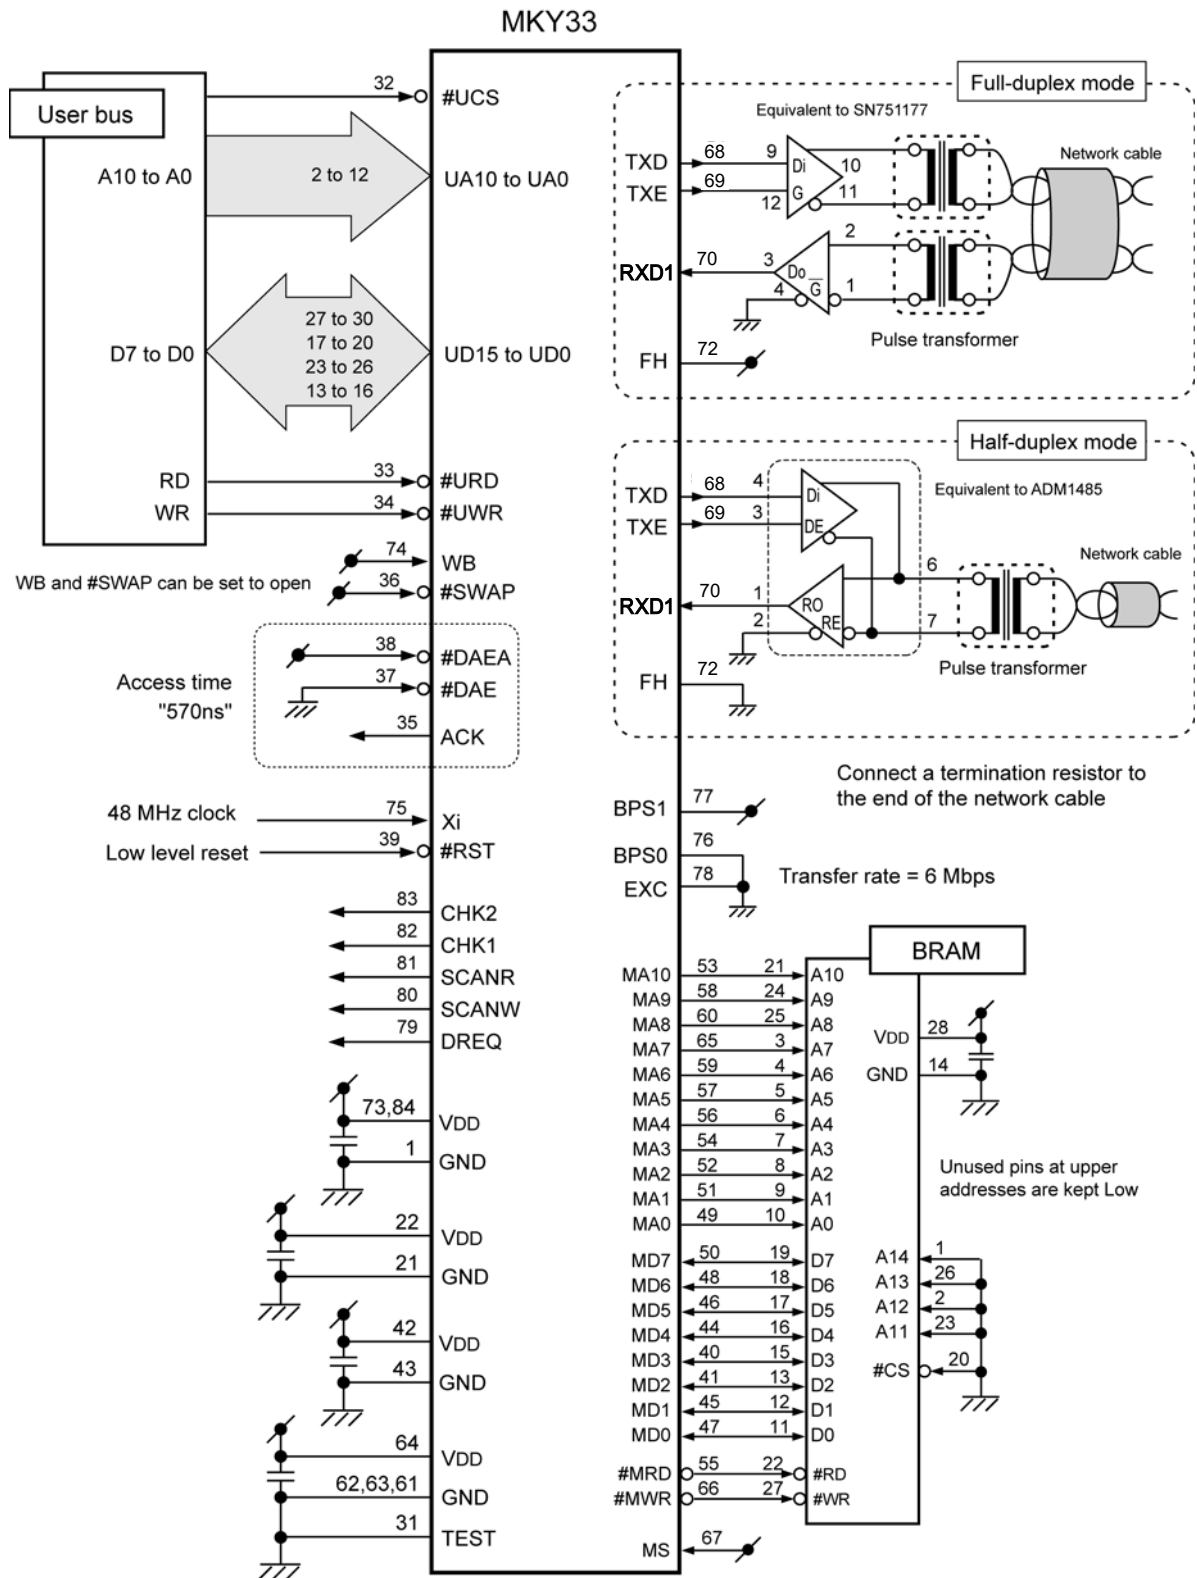 MKY33
User bus
32
#UCS
A10 to A0
2 to 12
UA10 to UA0
D7 to D0
27 to 30
17 to 20
23 to 26
13 to 16
UD15 to UD0
RD
33
#URD
WR
34
#UWR
74
WB
WB and #SWAP can be set to open
36
#SWAP
Access time
"570ns"
38
#DAEA
37
#DAE
35
ACK
48 MHz clock
75
Xi
Low level reset
39
#RST
83
CHK2
82
CHK1
81
SCANR
80
SCANW
79
DREQ
73,84
VDD
1
GND
22
VDD
21
GND
42
VDD
43
GND
64
VDD
62,63,61
GND
31
TEST
Full-duplex mode
Equivalent to SN751177
Network cable
TXD
68
9
Di
10
TXE
69
12
G
11
RXD1
70
3
Do
G
2
4
1
Pulse transformer
FH
72
Half-duplex mode
Equivalent to ADM1485
Network cable
TXD
68
4
Di
TXE
69
3
DE
6
RXD1
70
1
RO
2
RE
7
Pulse transformer
FH
72
Connect a termination resistor to
the end of the network cable
BPS1
77
BPS0
76
EXC
78
Transfer rate = 6 Mbps
BRAM
MA10 53 21 A10
MA9 58 24 A9
MA8 60 25 A8
MA7 65 3 A7
MA6 59 4 A6
MA5 57 5 A5
MA4 56 6 A4
MA3 54 7 A3
MA2 52 8 A2
MA1 51 9 A1
MA0 49 10 A0
MD7 50 19 D7
MD6 48 18 D6
MD5 46 17 D5
MD4 44 16 D4
MD3 40 15 D3
MD2 41 13 D2
MD1 45 12 D1
MD0 47 11 D0
#MRD 55 22 #RD
#MWR 66 27 #WR
MS 67
VDD 28
GND 14
Unused pins at upper
addresses are kept Low
A14 1
A13 26
A12 2
A11 23
#CS 20